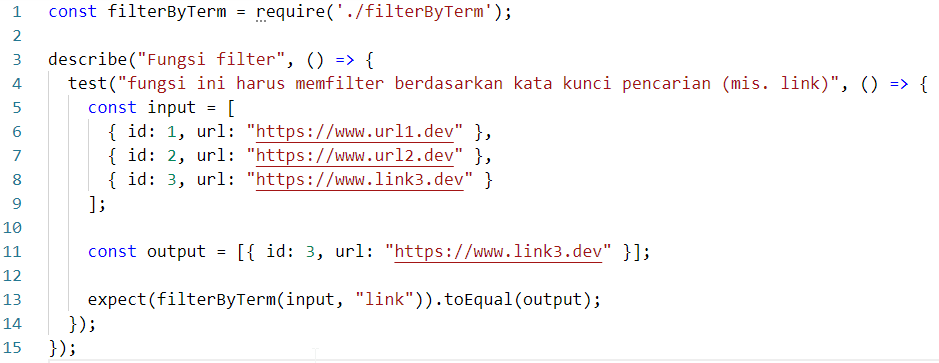 1 const filterByTerm = require('./filterByTerm');
2
3 describe("Fungsi filter", () => {
4 test("fungsi ini harus memfilter berdasarkan kata kunci pencarian (mis. link)", () => {
5 const input = [
6 { id: 1, url: "https://www.url1.dev" },
7 { id: 2, url: "https://www.url2.dev" },
8 { id: 3, url: "https://www.link3.dev" }
9 ];
10
11 const output = [{ id: 3, url: "https://www.link3.dev" }];
12
13 expect(filterByTerm(input, "link")).toEqual(output);
14 });
15 });